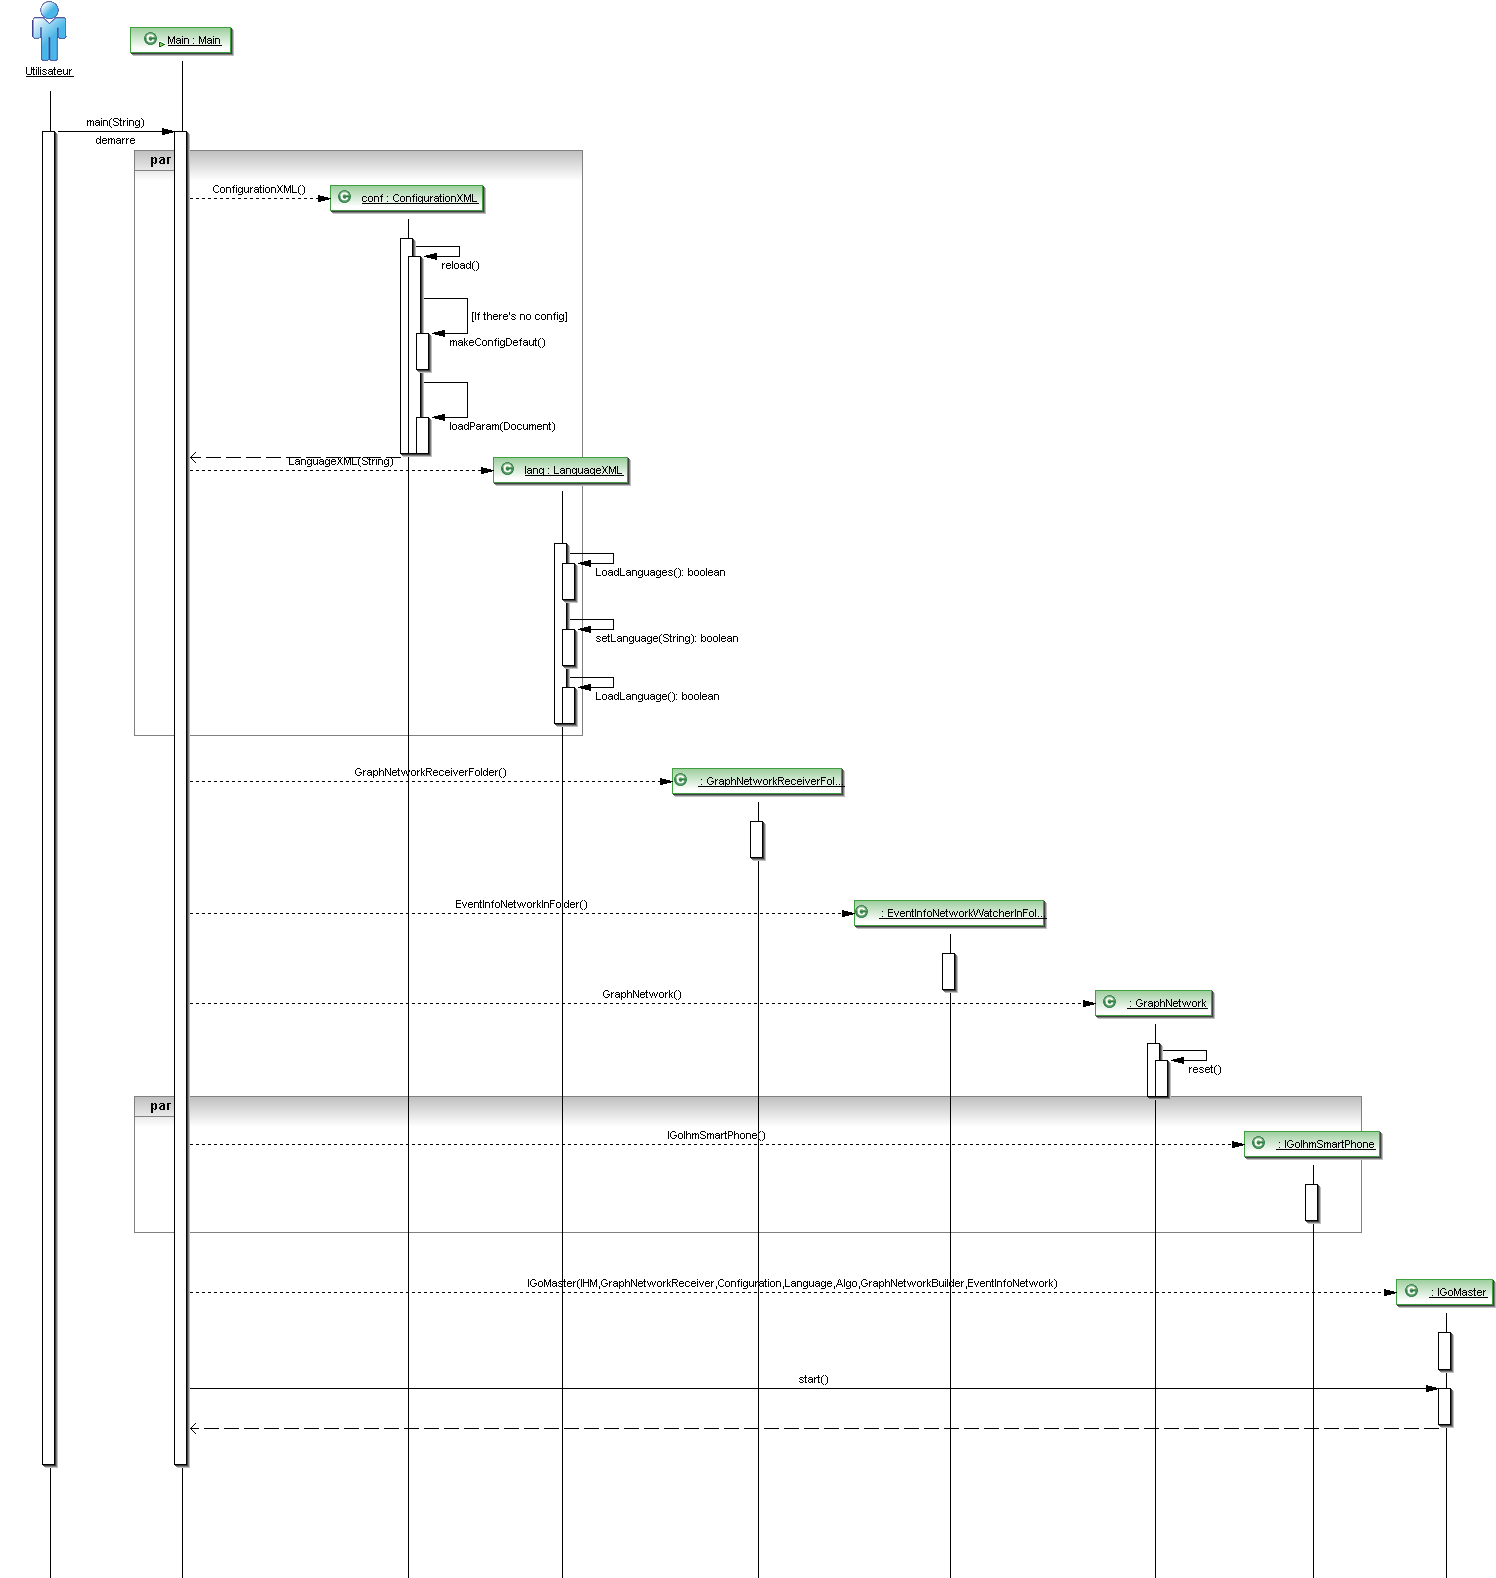 Utilisateur
Main : Main
main(String)
demarre
par
ConfigurationXML()
conf : ConfigurationXML
reload()
[If there's no config]
makeConfigDefaut()
loadParam(Document)
LanguageXML(String)
lang : LanguageXML
LoadLanguages(): boolean
setLanguage(String): boolean
LoadLanguage(): boolean
GraphNetworkReceiverFolder()
: GraphNetworkReceiverFol...
EventInfoNetworkInFolder()
: EventInfoNetworkWatcherInFol...
GraphNetwork()
: GraphNetwork
reset()
par
IGoIhmSmartPhone()
: IGoIhmSmartPhone
IGoMaster(IHM,GraphNetworkReceiver,Configuration,Language,Algo,GraphNetworkBuilder,EventInfoNetwork)
: IGoMaster
start()